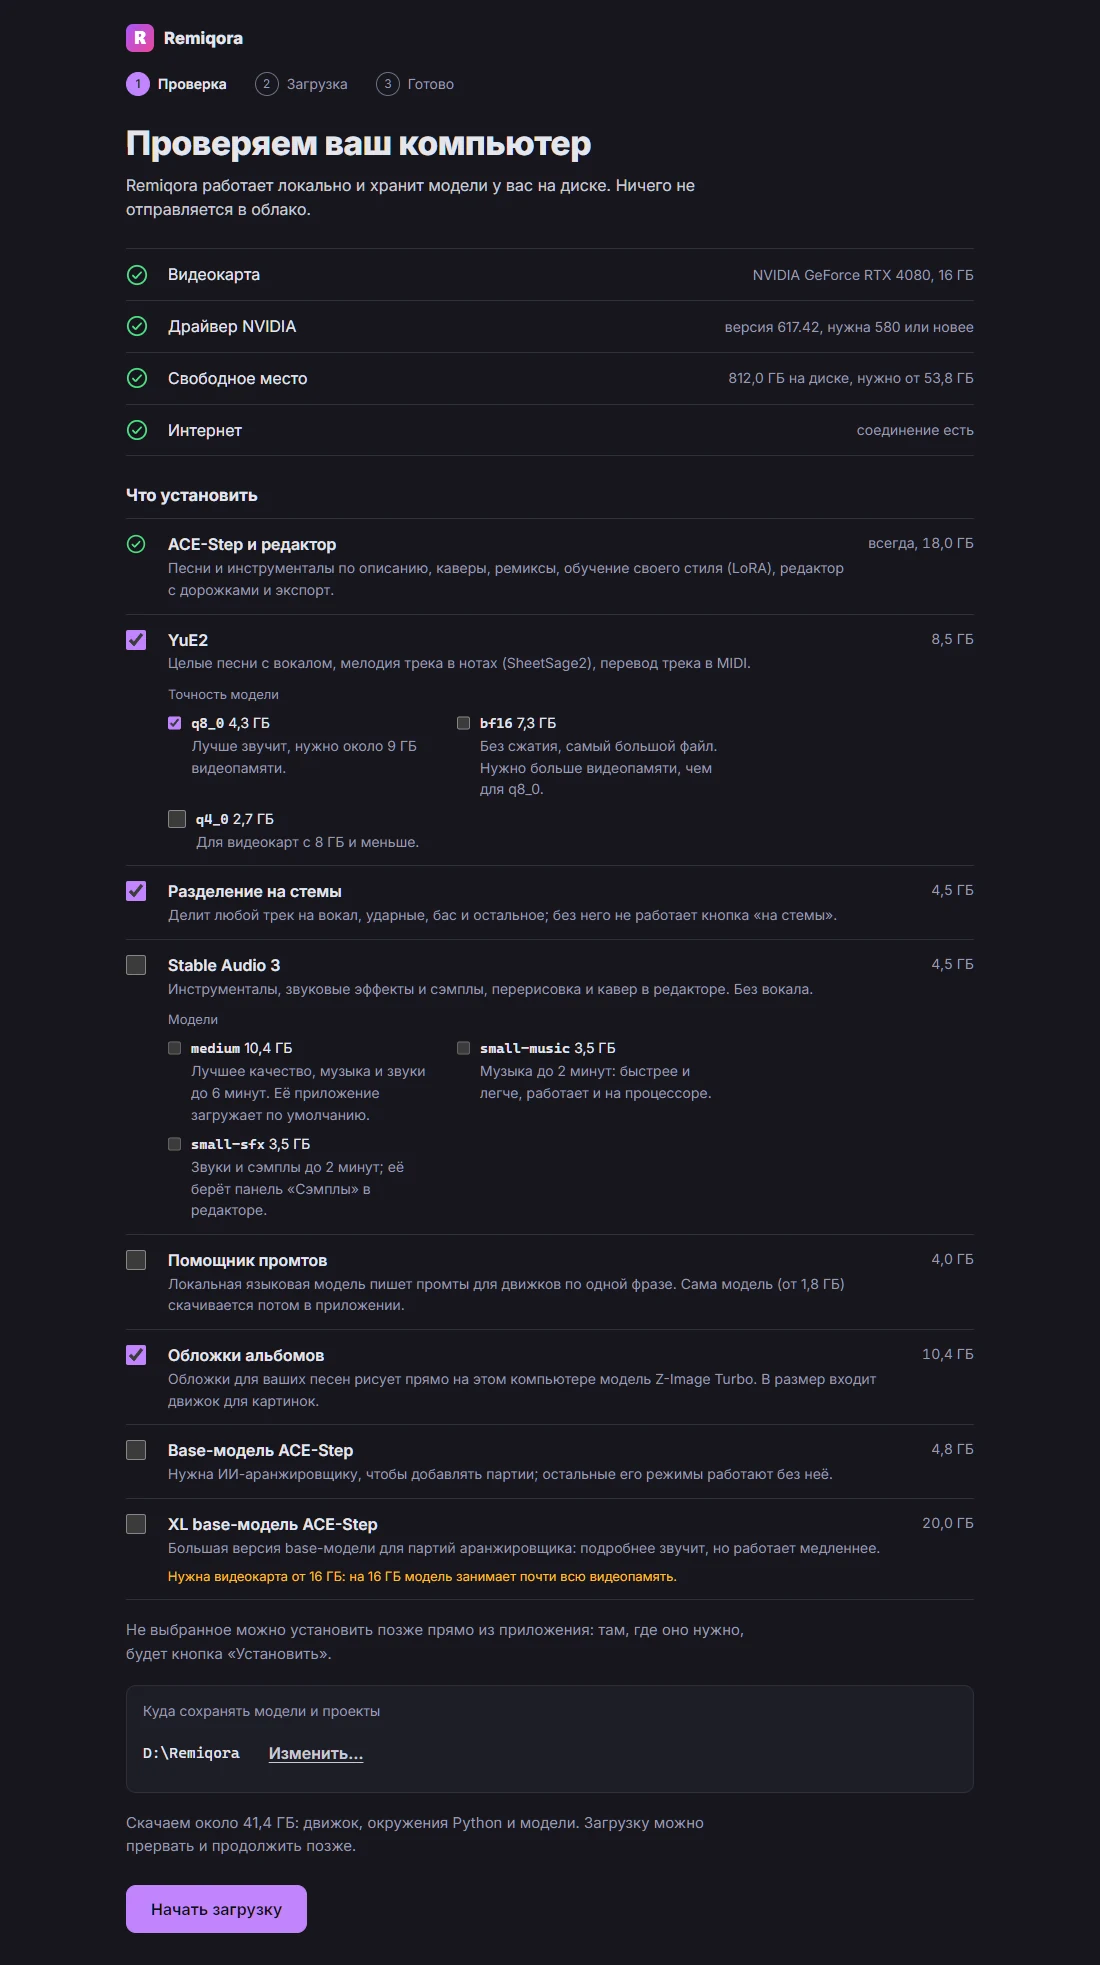 R Remiqora
1 Проверка 2 Загрузка 3 Готово
Проверяем ваш компьютер
Remiqora работает локально и хранит модели у вас на диске. Ничего не
отправляется в облако.
Видеокарта NVIDIA GeForce RTX 4080, 16 ГБ
Драйвер NVIDIA версия 617.42, нужна 580 или новее
Свободное место 812,0 ГБ на диске, нужно от 53,8 ГБ
Интернет соединение есть
Что установить
ACE-Step и редактор всегда, 18,0 ГБ
Песни и инструменталы по описанию, каверы, ремиксы, обучение своего стиля (LoRA), редактор
с дорожками и экспорт.
YuE2 8,5 ГБ
Целые песни с вокалом, мелодия трека в нотах (SheetSage2), перевод трека в MIDI.
Точность модели
q8_0 4,3 ГБ
Лучше звучит, нужно около 9 ГБ
видеопамяти.
bf16 7,3 ГБ
Без сжатия, самый большой файл.
Нужно больше видеопамяти, чем
для q8_0.
q4_0 2,7 ГБ
Для видеокарт с 8 ГБ и меньше.
Разделение на стемы 4,5 ГБ
Делит любой трек на вокал, ударные, бас и остальное; без него не работает кнопка «на стемы».
Stable Audio 3 4,5 ГБ
Инструменталы, звуковые эффекты и сэмплы, перерисовка и кавер в редакторе. Без вокала.
Модели
medium 10,4 ГБ
Лучшее качество, музыка и звуки
до 6 минут. Её приложение
загружает по умолчанию.
small-music 3,5 ГБ
Музыка до 2 минут: быстрее и
легче, работает и на процессоре.
small-sfx 3,5 ГБ
Звуки и сэмплы до 2 минут; её
берёт панель «Сэмплы» в
редакторе.
Помощник промтов 4,0 ГБ
Локальная языковая модель пишет промты для движков по одной фразе. Сама модель (от 1,8 ГБ)
скачивается потом в приложении.
Обложки альбомов 10,4 ГБ
Обложки для ваших песен рисует прямо на этом компьютере модель Z-Image Turbo. В размер входит
движок для картинок.
Base-модель ACE-Step 4,8 ГБ
Нужна ИИ-аранжировщику, чтобы добавлять партии; остальные его режимы работают без неё.
XL base-модель ACE-Step 20,0 ГБ
Большая версия base-модели для партий аранжировщика: подробнее звучит, но работает медленнее.
Нужна видеокарта от 16 ГБ: на 16 ГБ модель занимает почти всю видеопамять.
Не выбранное можно установить позже прямо из приложения: там, где оно нужно,
будет кнопка «Установить».
Куда сохранять модели и проекты
D:\Remiqora Изменить...
Скачаем около 41,4 ГБ: движок, окружения Python и модели. Загрузку можно
прервать и продолжить позже.
Начать загрузку